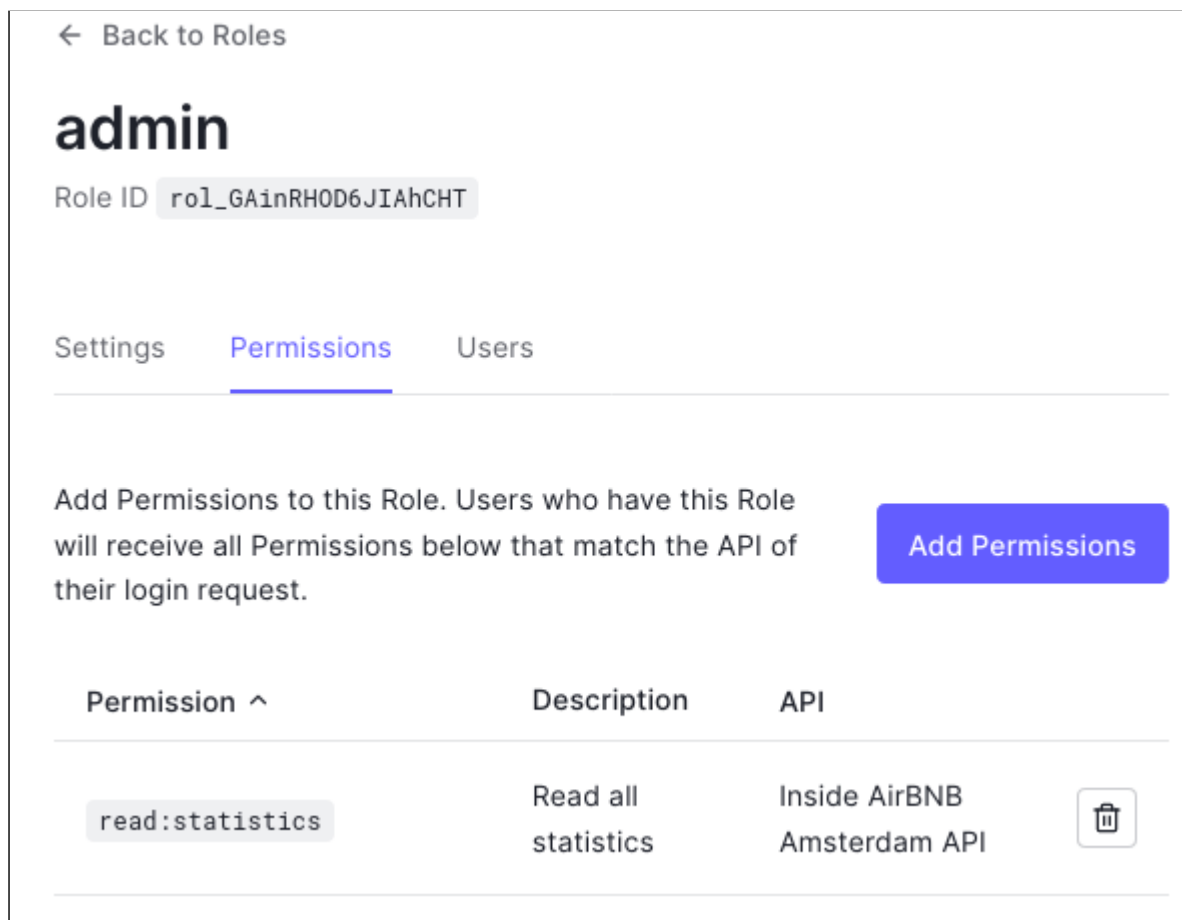 ← Back to Roles
admin
Role ID rol_GAinRHOD6JIAhCHT
Settings Permissions Users
Add Permissions to this Role. Users who have this Role
will receive all Permissions below that match the API of
their login request.
Add Permissions
Permission ^ Description API
read:statistics
Read all
statistics
Inside AirBNB
Amsterdam API